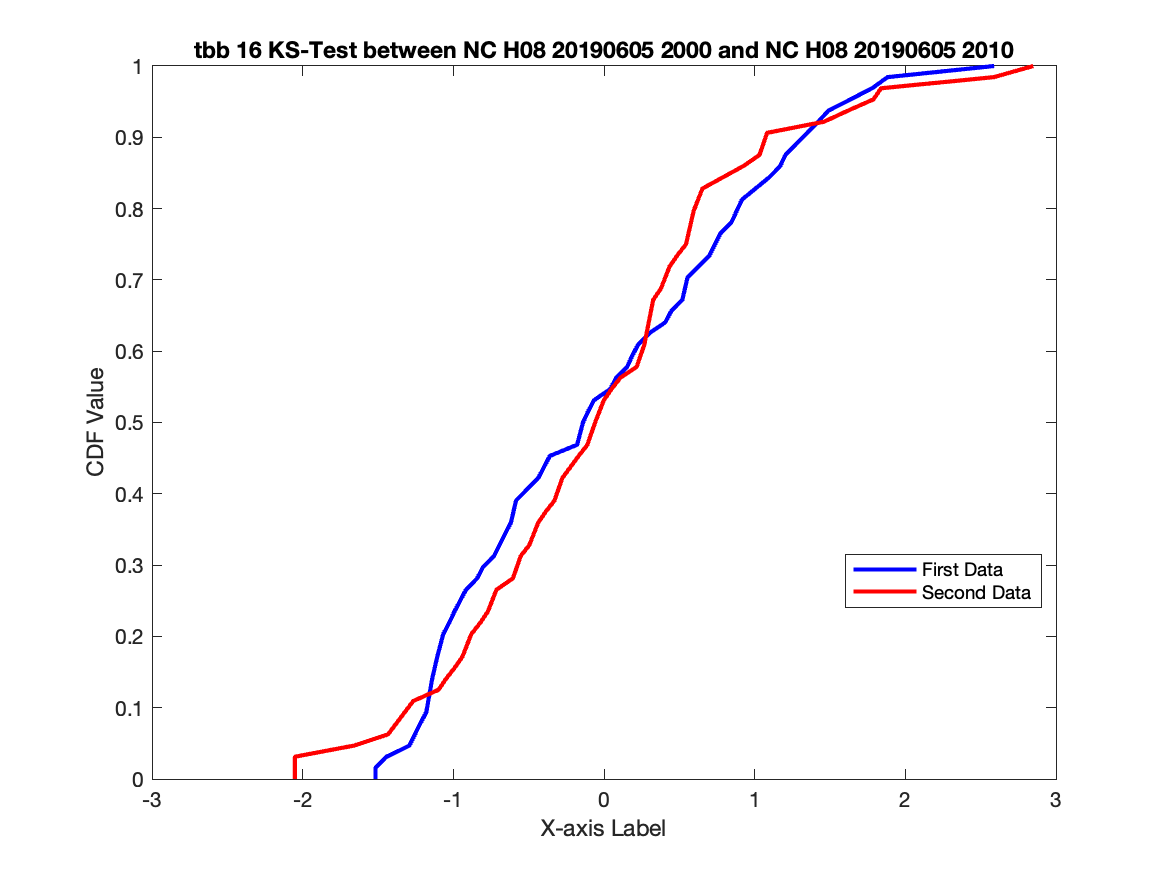 tbb 16 KS-Test between NC H08 20190605 2000 and NC H08 20190605 2010
1
0.9
0.8
0.7
0.6
0.5
0.4
0.3
0.2
0.1
0
CDF Value
First Data
Second Data
-3 -2 -1 0 1 2 3
X-axis Label